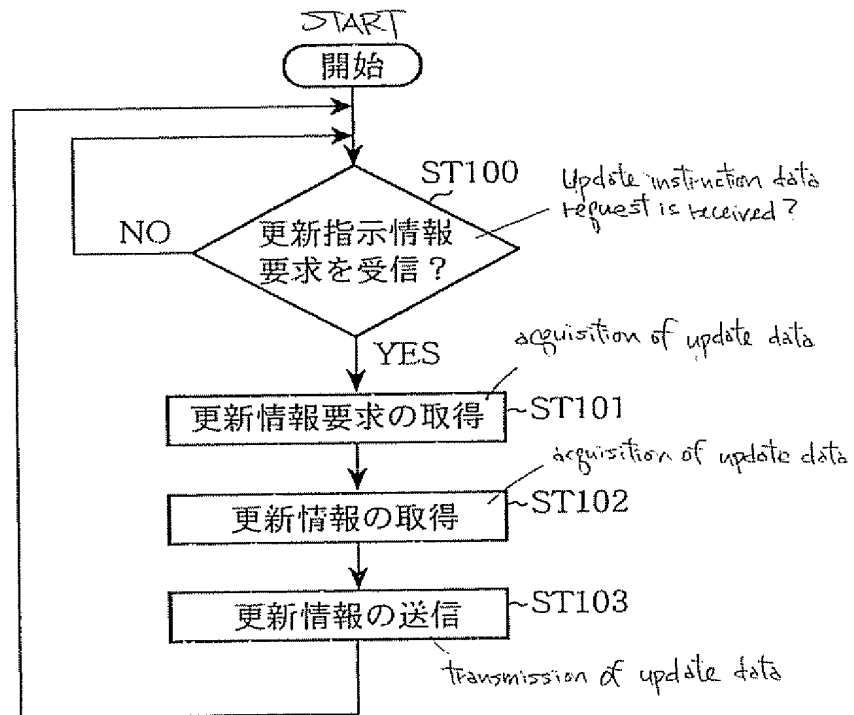 START
開始
ST100
Update instruction data
request is received?
NO
更新指示情報
要求を受信？
YES
acquisition of update data
更新情報要求の取得
ST101
acquisition of update data
更新情報の取得
ST102
更新情報の送信
ST103
transmission of update data